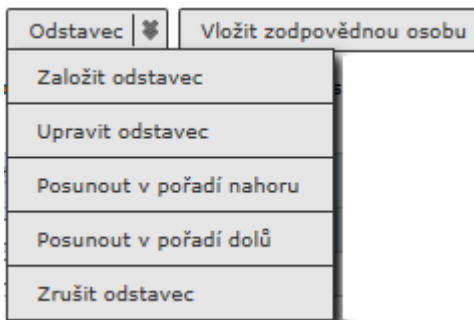 Odstavec Vložit zodpovědnou osobu
Založit odstavec
Upravit odstavec
Posunout v pořadí nahoru
Posunout v pořadí dolů
Zrušit odstavec